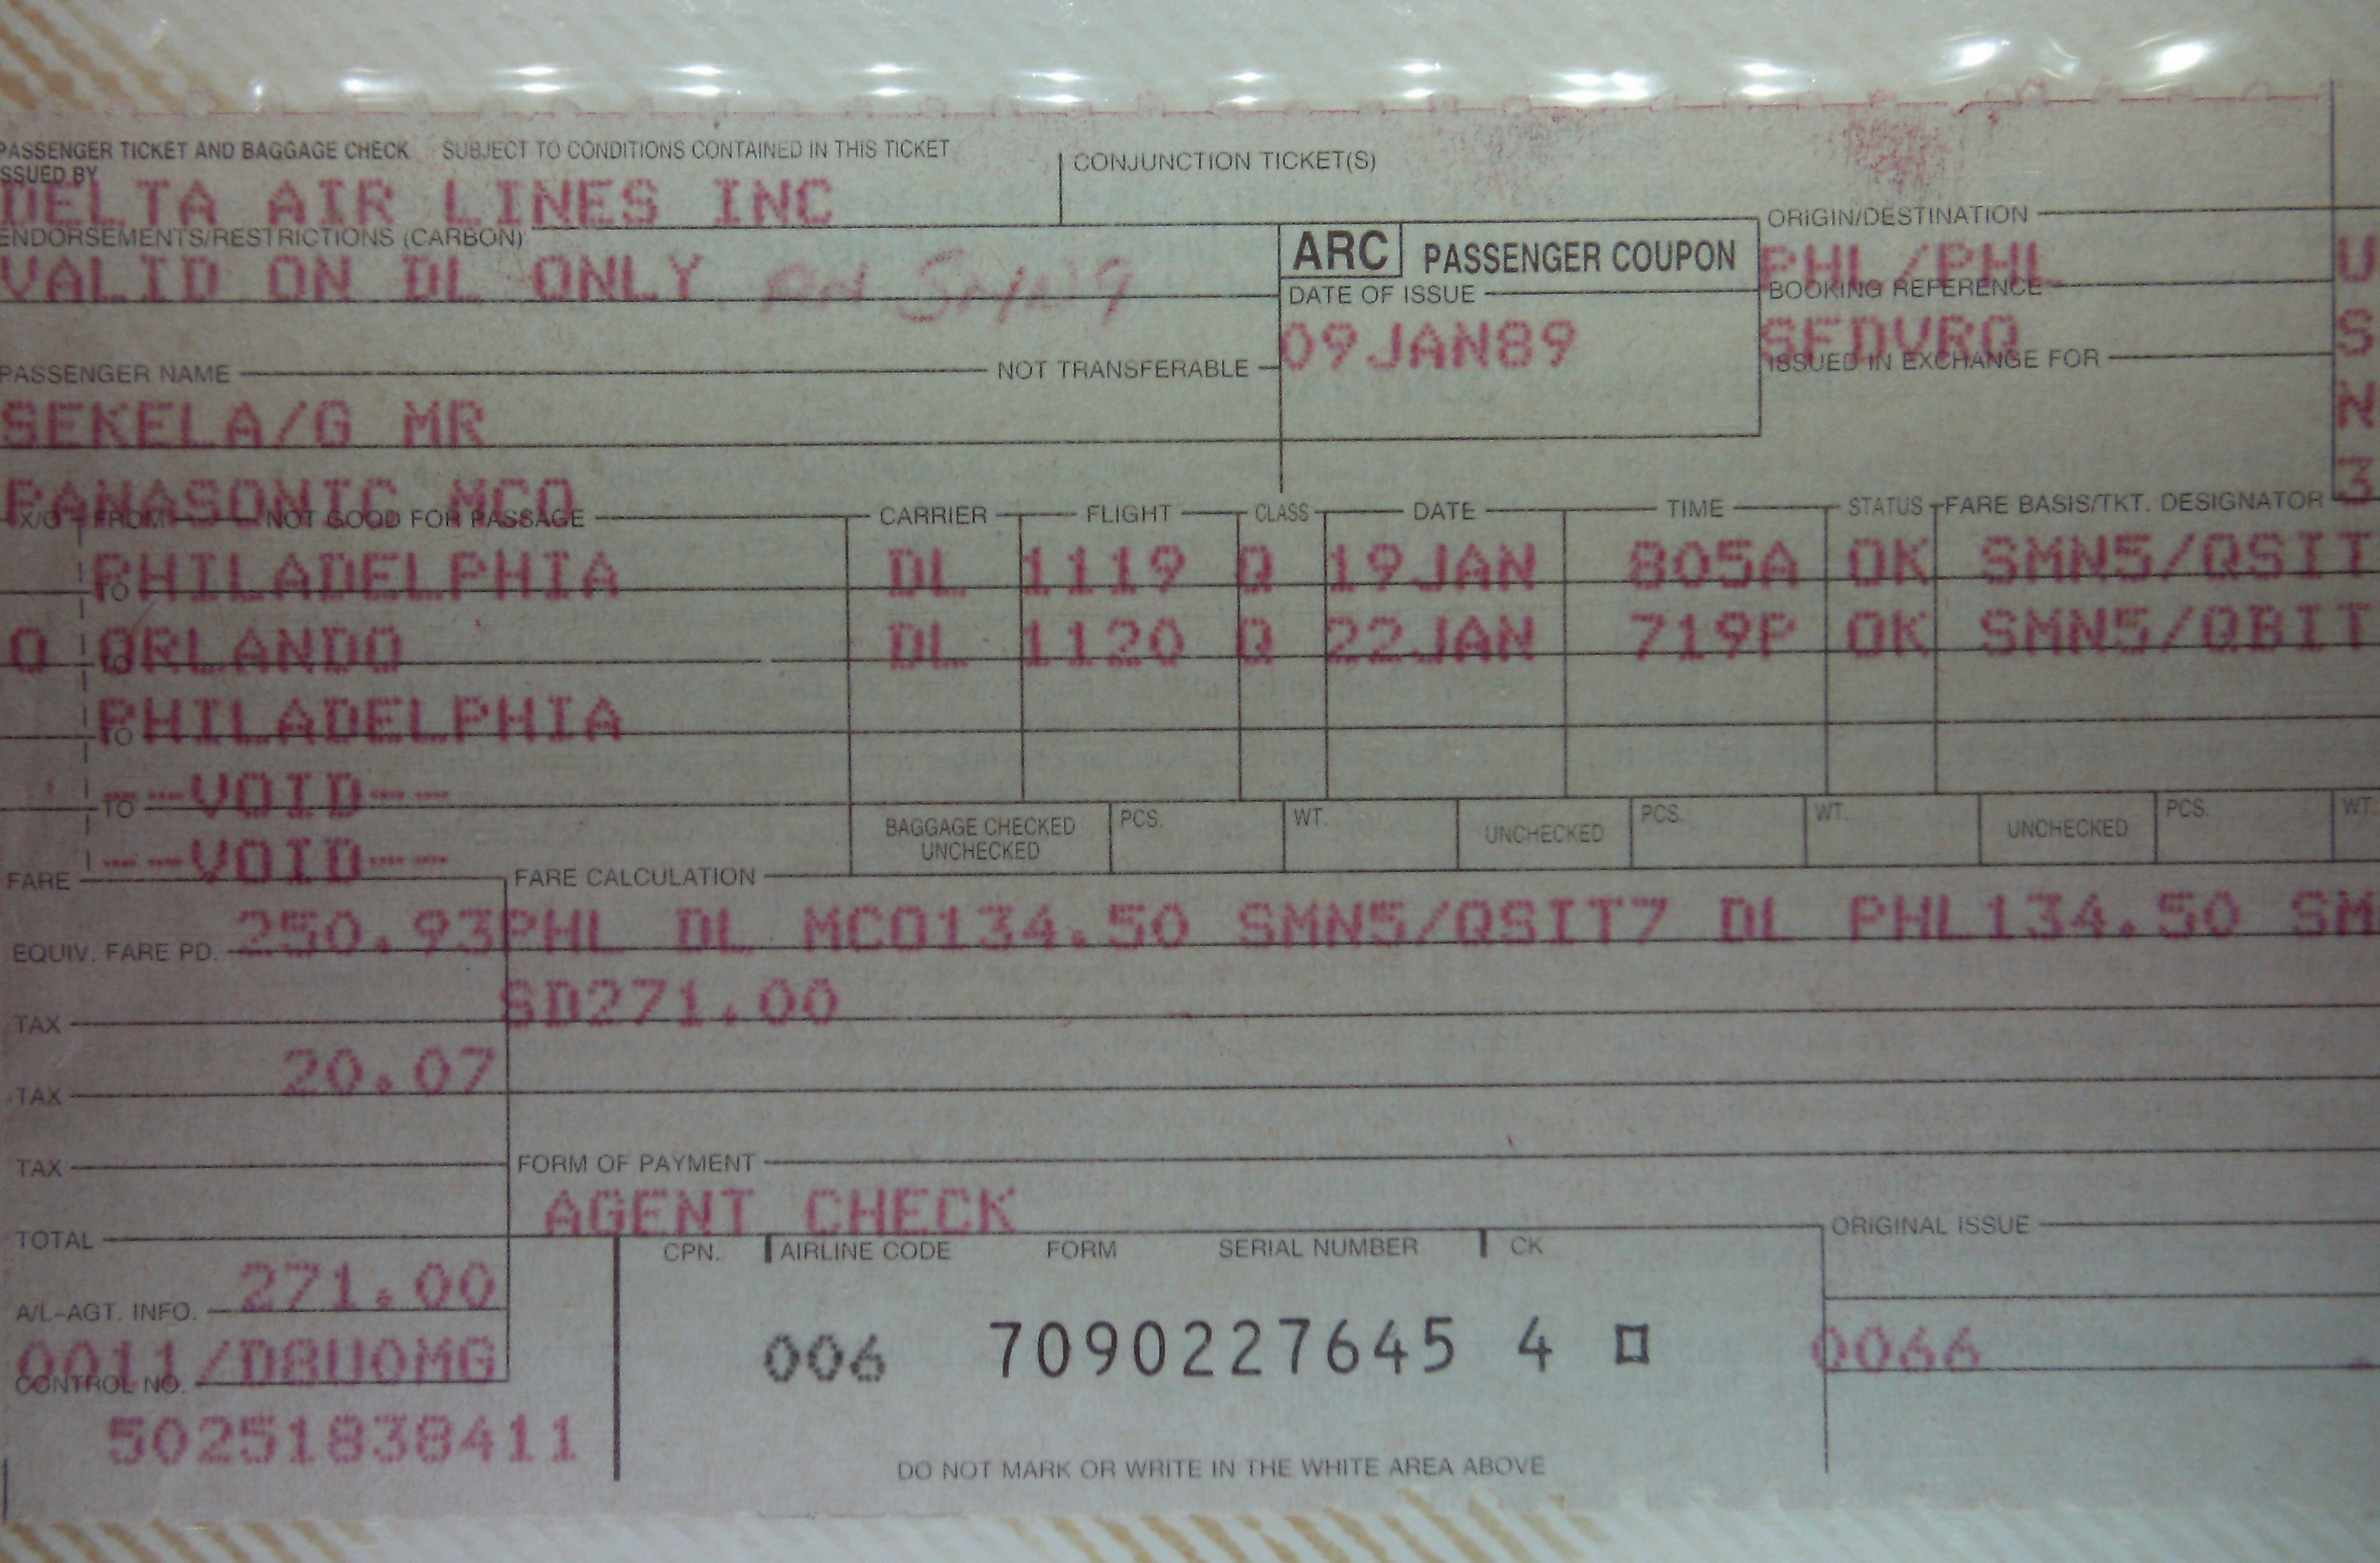 PASSENGER TICKET AND BAGGAGE CHECK SUBJECT TO CONDITIONS CONTAINED IN THIS TICKET
CONJUNCTION TICKET(S)
ISSUED BY
DELTA AIR LINES INC
ORIGIN/DESTINATION
ENDORSEMENTS/RESTRICTIONS (CARBON)
ARC PASSENGER COUPON
PHL/PHL U
VALID ON DL ONLY
DATE OF ISSUE
BOOKING REFERENCE
09JAN89
SEDVRQ S
PASSENGER NAME NOT TRANSFERABLE
ISSUED IN EXCHANGE FOR
SEKELA/G MR
N
PANASONIC MCO
3
X/O FROM NOT GOOD FOR PASSAGE CARRIER FLIGHT CLASS DATE TIME STATUS FARE BASIS/TKT. DESIGNATOR
PHILADELPHIA DL 1119 Q 19JAN 805A OK SMN5/QSIT
TO
O ORLANDO DL 1120 Q 22JAN 719P OK SMN5/QBIT
TO
PHILADELPHIA
TO
--VOID--
TO
BAGGAGE CHECKED PCS. WT. UNCHECKED PCS. WT. UNCHECKED PCS. WT.
UNCHECKED
--VOID--
FARE FARE CALCULATION
250.93 PHL DL MCO134.50 SMN5/QSIT7 DL PHL134.50 SM
EQUIV. FARE PD.
SD271.00
TAX
20.07
TAX
TAX
FORM OF PAYMENT
AGENT CHECK
TOTAL
CPN. AIRLINE CODE FORM SERIAL NUMBER CK
ORIGINAL ISSUE
271.00
A/L-AGT. INFO.
0011/D8UOMG
006 7090227645 4
0066
CONTROL NO.
50251838411
DO NOT MARK OR WRITE IN THE WHITE AREA ABOVE